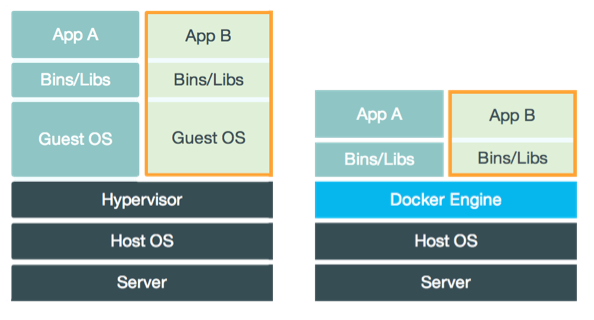 App A
App B
Bins/Libs
Bins/Libs
Guest OS
Guest OS
Hypervisor
Host OS
Server
App A
App B
Bins/Libs
Bins/Libs
Docker Engine
Host OS
Server